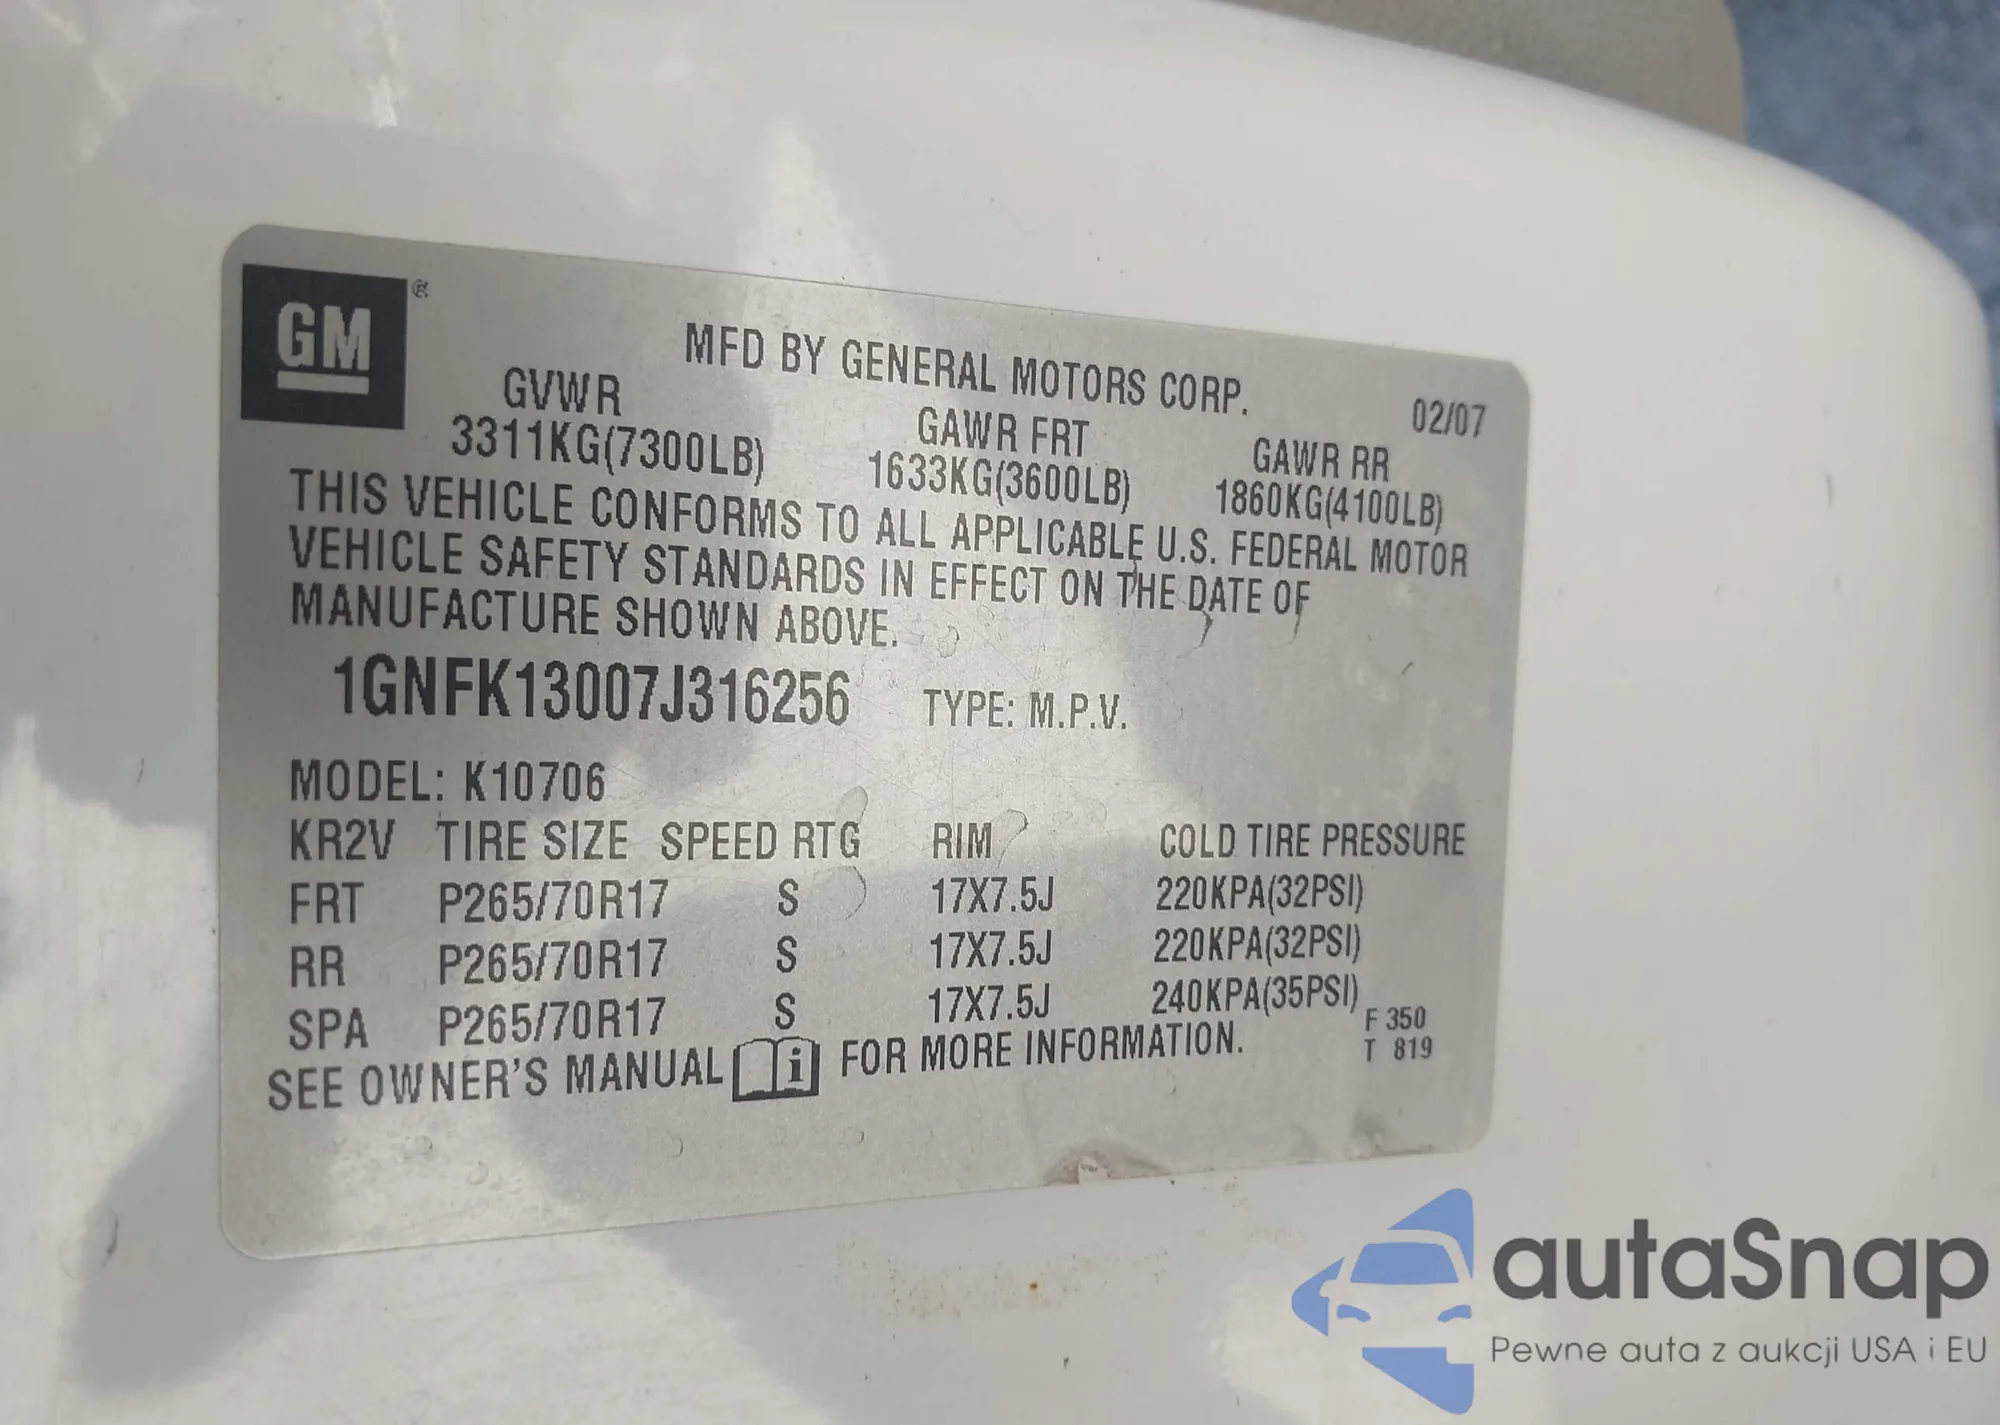 GM®
MFD BY GENERAL MOTORS CORP.
02/07
GVWR GAWR FRT GAWR RR
3311KG(7300LB) 1633KG(3600LB) 1860KG(4100LB)
THIS VEHICLE CONFORMS TO ALL APPLICABLE U.S. FEDERAL MOTOR
VEHICLE SAFETY STANDARDS IN EFFECT ON THE DATE OF
MANUFACTURE SHOWN ABOVE.
1GNFK13007J316256 TYPE: M.P.V.
MODEL: K10706
KR2V TIRE SIZE SPEED RTG RIM COLD TIRE PRESSURE
FRT P265/70R17 S 17X7.5J 220KPA(32PSI)
RR P265/70R17 S 17X7.5J 220KPA(32PSI)
SPA P265/70R17 S 17X7.5J 240KPA(35PSI)
SEE OWNER'S MANUAL i FOR MORE INFORMATION.
F 350
T 819
autaSnap
Pewne auta z aukcji USA i EU